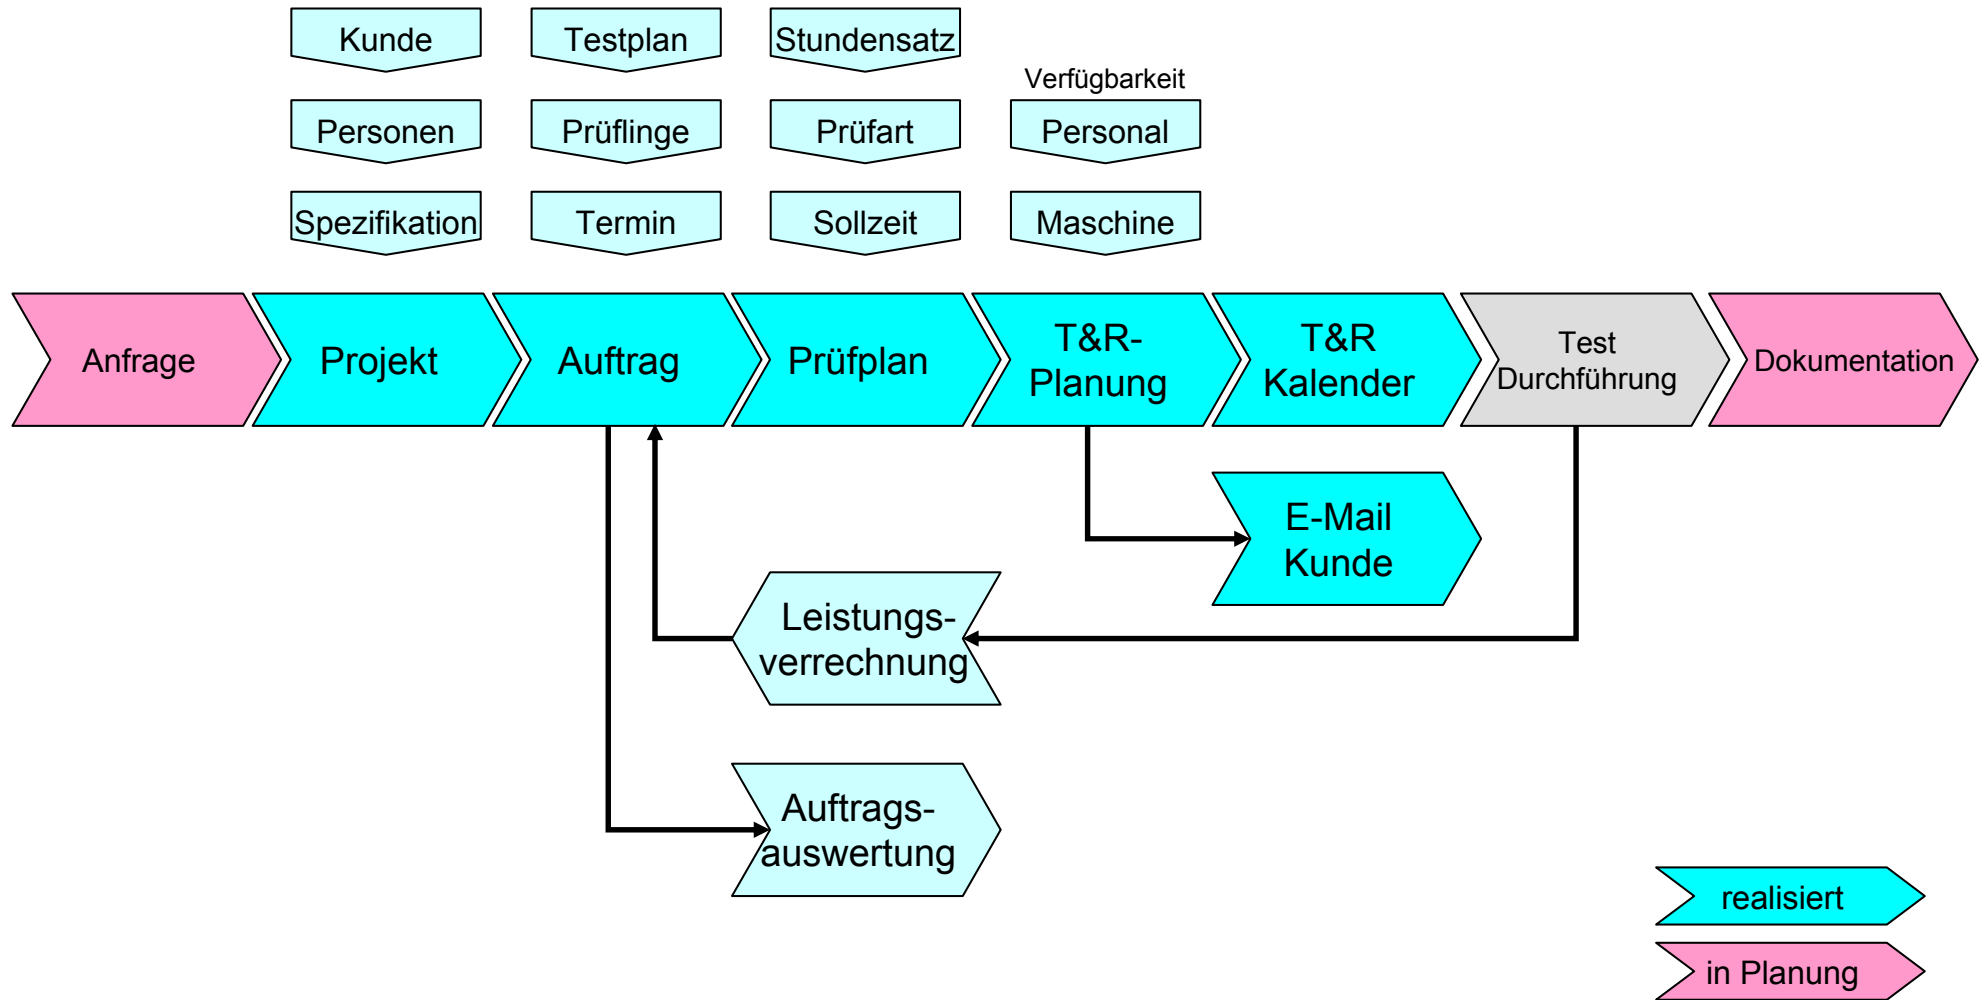 Kunde
Testplan
Stundensatz
Verfügbarkeit
Personen
Prüflinge
Prüfart
Personal
Spezifikation
Termin
Sollzeit
Maschine
Anfrage
Projekt
Auftrag
Prüfplan
T&R-
Planung
T&R
Kalender
Test
Durchführung
Dokumentation
E-Mail
Kunde
Leistungs-
verrechnung
Auftrags-
auswertung
realisiert
in Planung